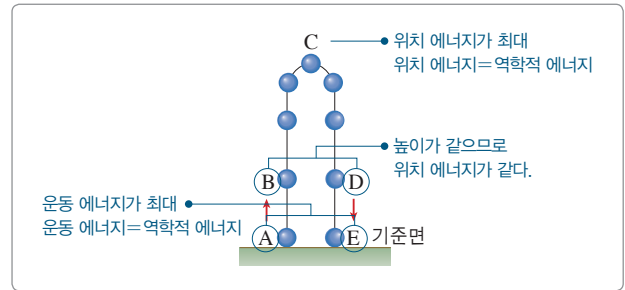 C
위치 에너지가 최대
위치 에너지=역학적 에너지
높이가 같으므로
위치 에너지가 같다.
B
D
운동 에너지가 최대
운동 에너지=역학적 에너지
A
E
기준면